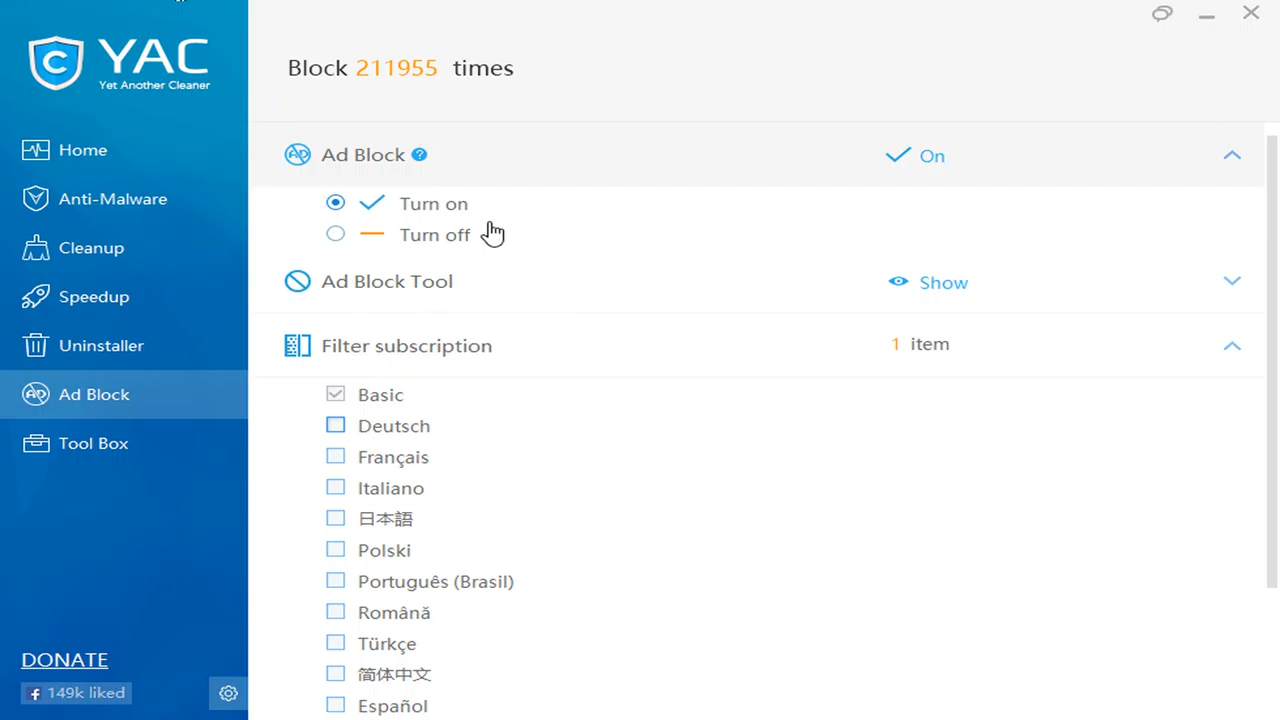 YAC
Yet Another Cleaner
Home
Anti-Malware
Cleanup
Speedup
Uninstaller
Ad Block
Tool Box
DONATE
149k liked
Block 211955 times
Ad Block ? On
Turn on
Turn off
Ad Block Tool Show
Filter subscription 1 item
Basic
Deutsch
Français
Italiano
日本語
Polski
Português (Brasil)
Română
Türkçe
简体中文
Español